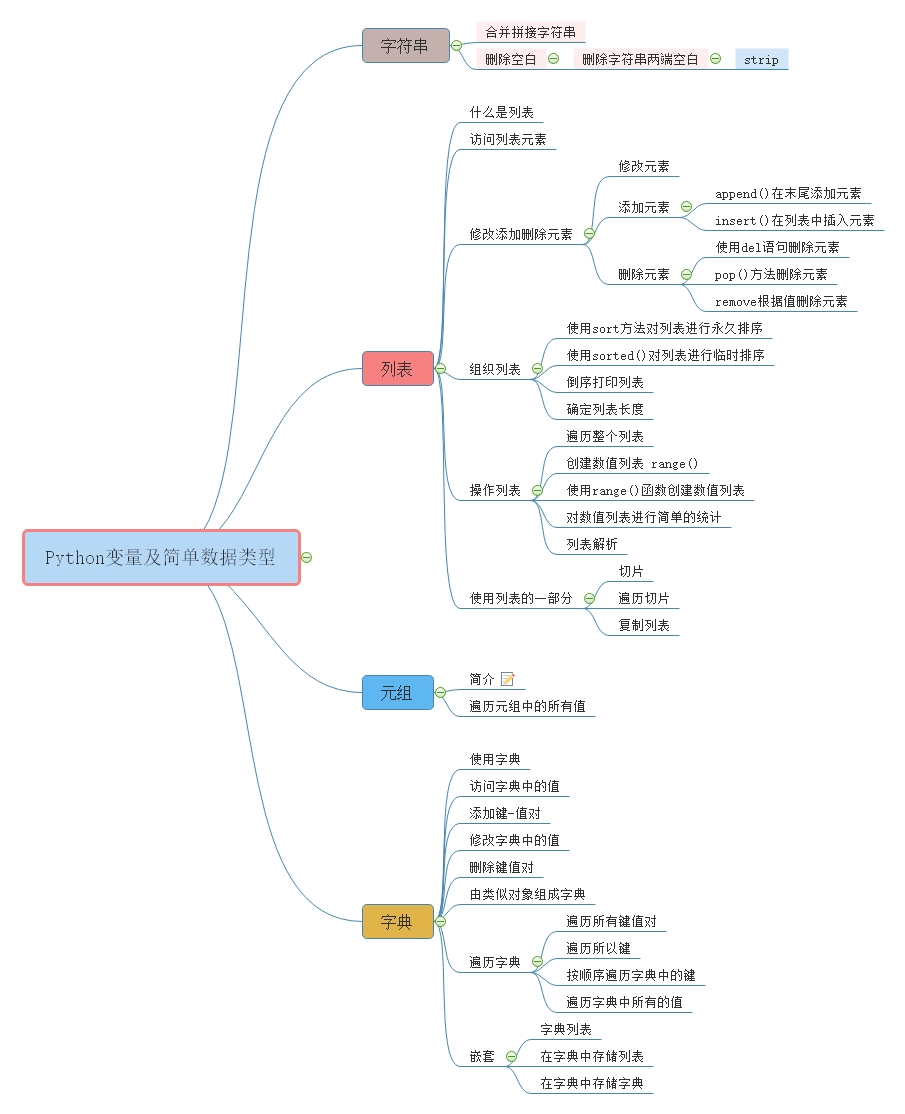 Python变量及简单数据类型
字符串
合并拼接字符串
删除空白
删除字符串两端空白
strip
列表
什么是列表
访问列表元素
修改添加删除元素
修改元素
添加元素
append()在末尾添加元素
insert()在列表中插入元素
删除元素
使用del语句删除元素
pop()方法删除元素
remove根据值删除元素
组织列表
使用sort方法对列表进行永久排序
使用sorted()对列表进行临时排序
倒序打印列表
确定列表长度
操作列表
遍历整个列表
创建数值列表 range()
使用range()函数创建数值列表
对数值列表进行简单的统计
列表解析
使用列表的一部分
切片
遍历切片
复制列表
元组
简介
遍历元组中的所有值
字典
使用字典
访问字典中的值
添加键-值对
修改字典中的值
删除键值对
由类似对象组成字典
遍历字典
遍历所有键值对
遍历所以键
按顺序遍历字典中的键
遍历字典中所有的值
嵌套
字典列表
在字典中存储列表
在字典中存储字典